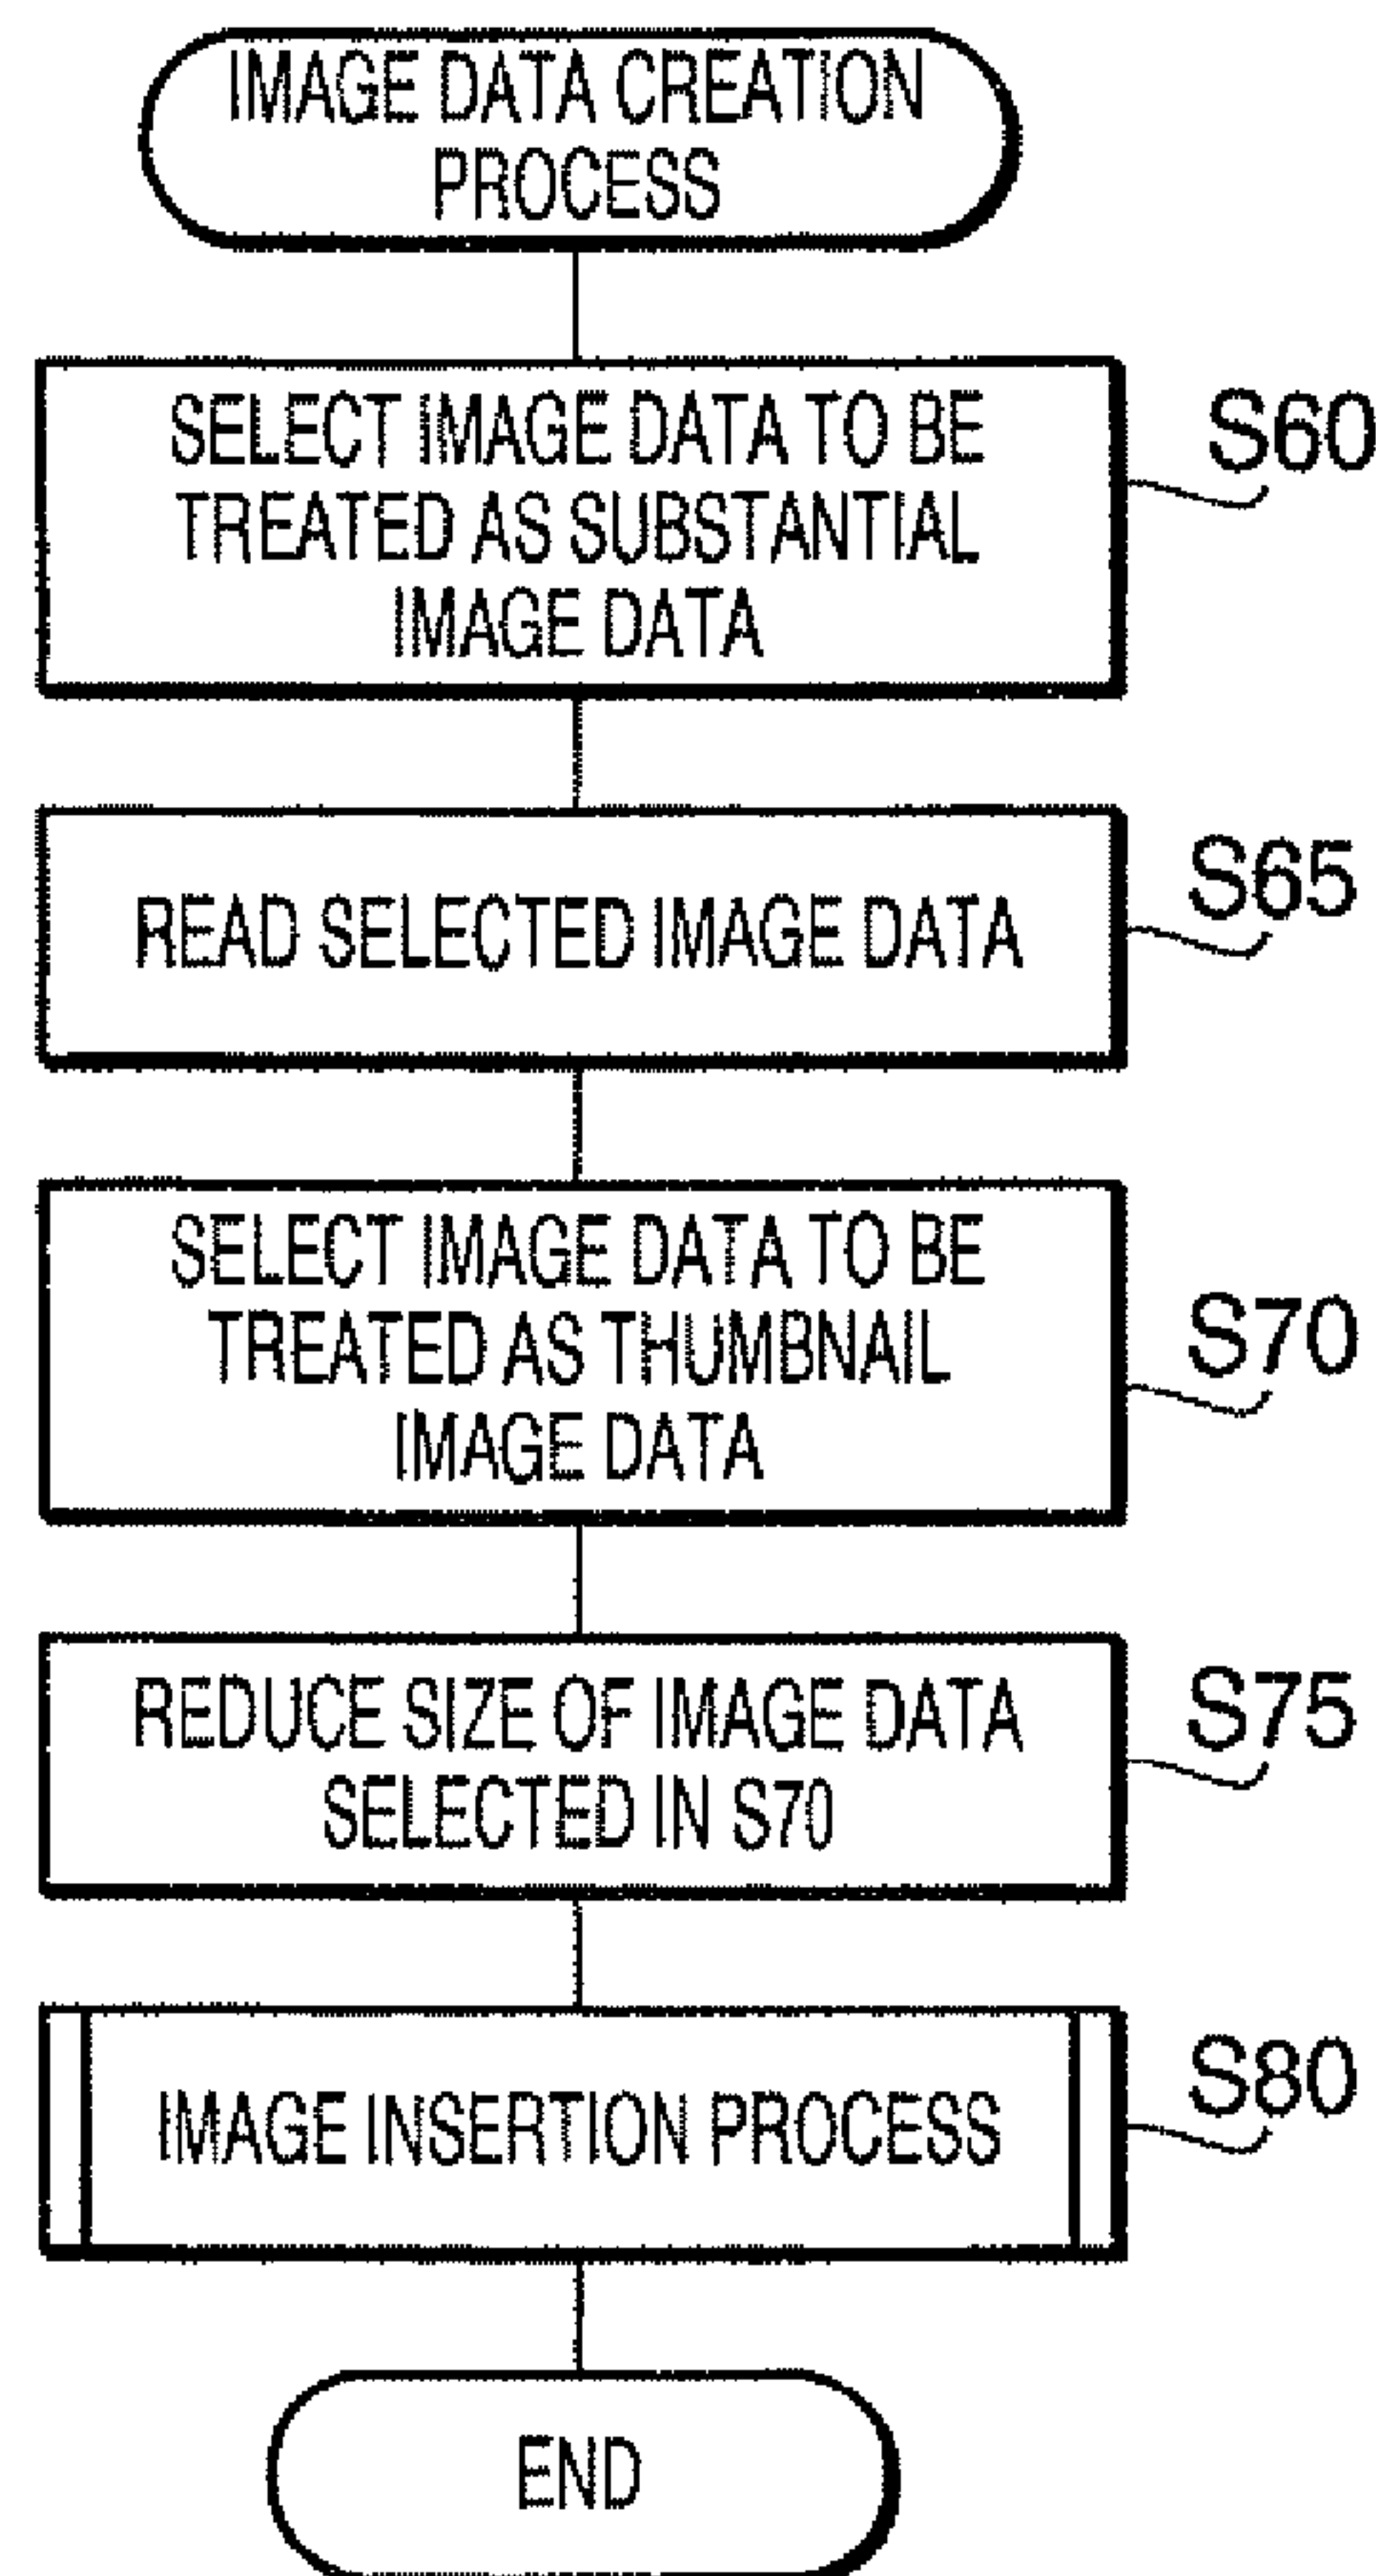 IMAGE DATA CREATION
PROCESS
SELECT IMAGE DATA TO BE
TREATED AS SUBSTANTIAL
IMAGE DATA
S60
READ SELECTED IMAGE DATA
S65
SELECT IMAGE DATA TO BE
TREATED AS THUMBNAIL
IMAGE DATA
S70
REDUCE SIZE OF IMAGE DATA
SELECTED IN S70
S75
IMAGE INSERTION PROCESS
S80
END